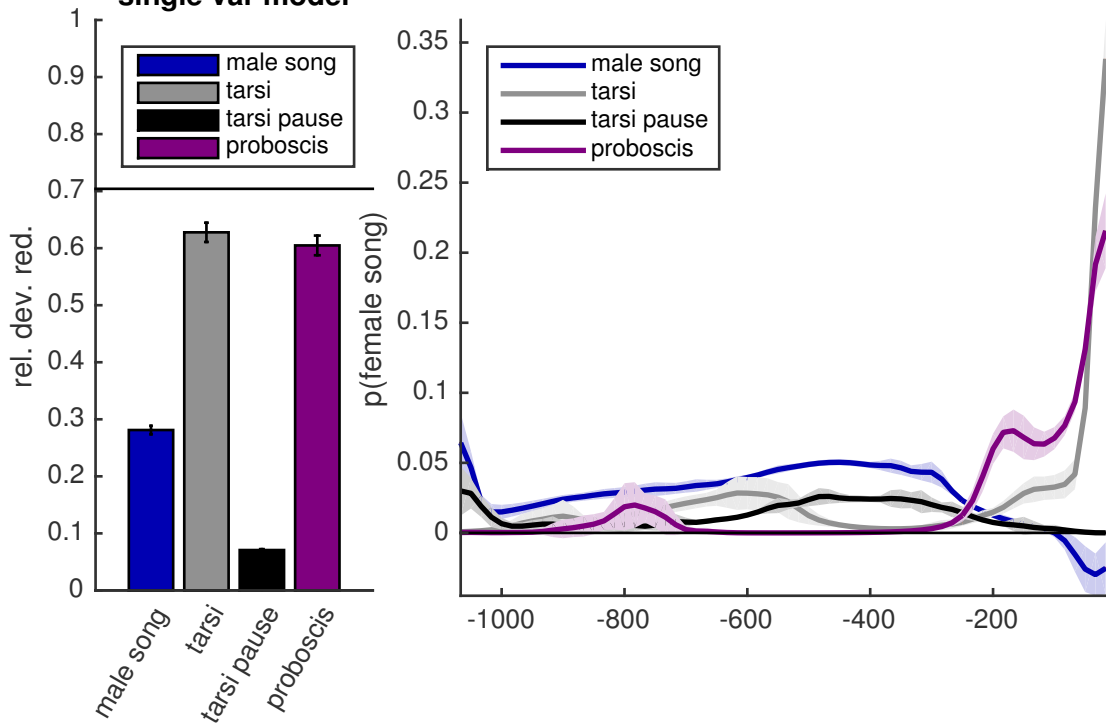 single var model
1
0.9
0.8
0.7
0.6
0.5
0.4
0.3
0.2
0.1
0
rel. dev. red.
male song
tarsi
tarsi pause
proboscis
male song
tarsi
tarsi pause
proboscis
0.35
0.3
0.25
0.2
0.15
0.1
0.05
0
p(female song)
male song
tarsi
tarsi pause
proboscis
-1000
-800
-600
-400
-200